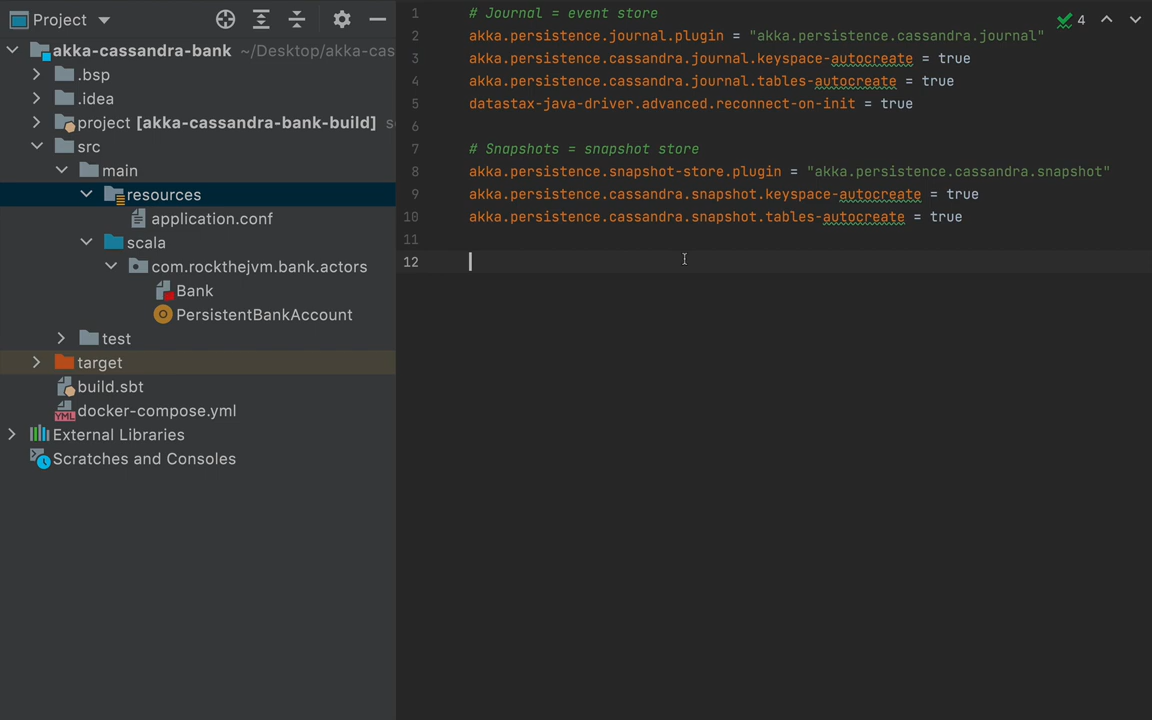 Project
akka-cassandra-bank ~/Desktop/akka-cas
.bsp
.idea
project [akka-cassandra-bank-build] s
src
main
resources
application.conf
scala
com.rockthejvm.bank.actors
Bank
PersistentBankAccount
test
target
build.sbt
YML docker-compose.yml
External Libraries
Scratches and Consoles
1 # Journal = event store
2 akka.persistence.journal.plugin = "akka.persistence.cassandra.journal"
3 akka.persistence.cassandra.journal.keyspace-autocreate = true
4 akka.persistence.cassandra.journal.tables-autocreate = true
5 datastax-java-driver.advanced.reconnect-on-init = true
6
7 # Snapshots = snapshot store
8 akka.persistence.snapshot-store.plugin = "akka.persistence.cassandra.snapshot"
9 akka.persistence.cassandra.snapshot.keyspace-autocreate = true
10 akka.persistence.cassandra.snapshot.tables-autocreate = true
11
12
4